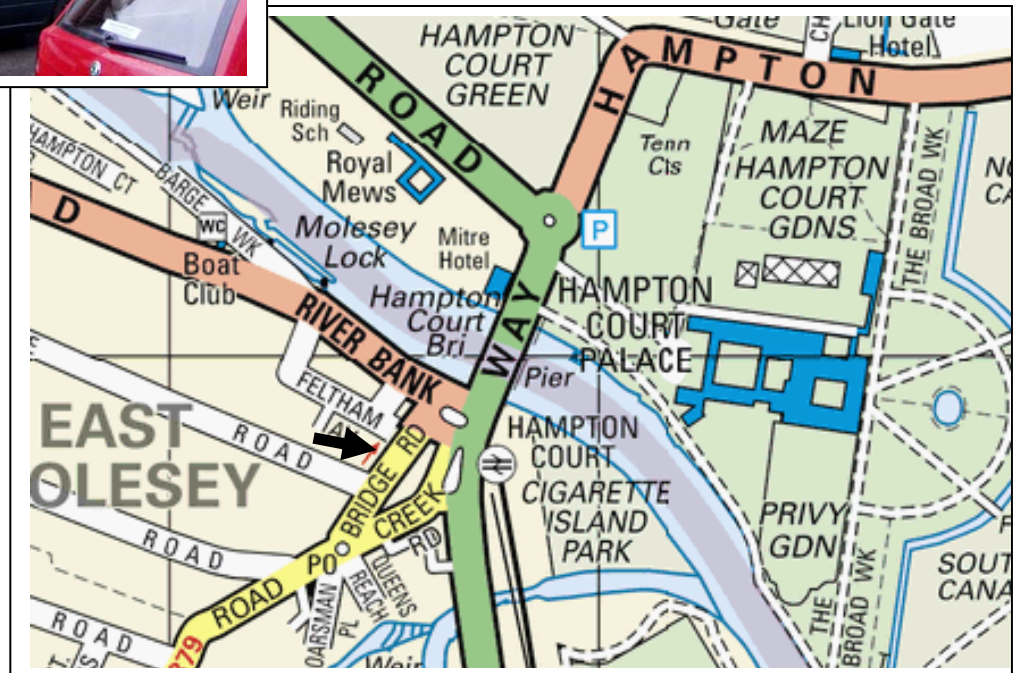 Gate
CH
Lion Gate
Hotel
HAMPTON
COURT
GREEN
ROAD
HAMPTON
Weir
Riding
Sch
Royal
Mews
Tenn
Cts
MAZE
HAMPTON
COURT
GDNS
THE BROAD WK
HAMPTON CT
BARGE WK
D
WC
Boat
Club
Molesey
Lock
Mitre
Hotel
P
Hampton
Court
Bri
WAY
HAMPTON
COURT
PALACE
Pier
RIVER BANK
FELTHAM
EAST
OLESEY
ROAD
BRIDGE RD
CREEK
RD
HAMPTON
COURT
CIGARETTE
ISLAND
PARK
PRIVY
GDN
THE
BROAD WK
SOUT
CANA
ROAD
PO
ROAD
QUEENS
REACH
OARSMAN
PL
ROAD
Weir